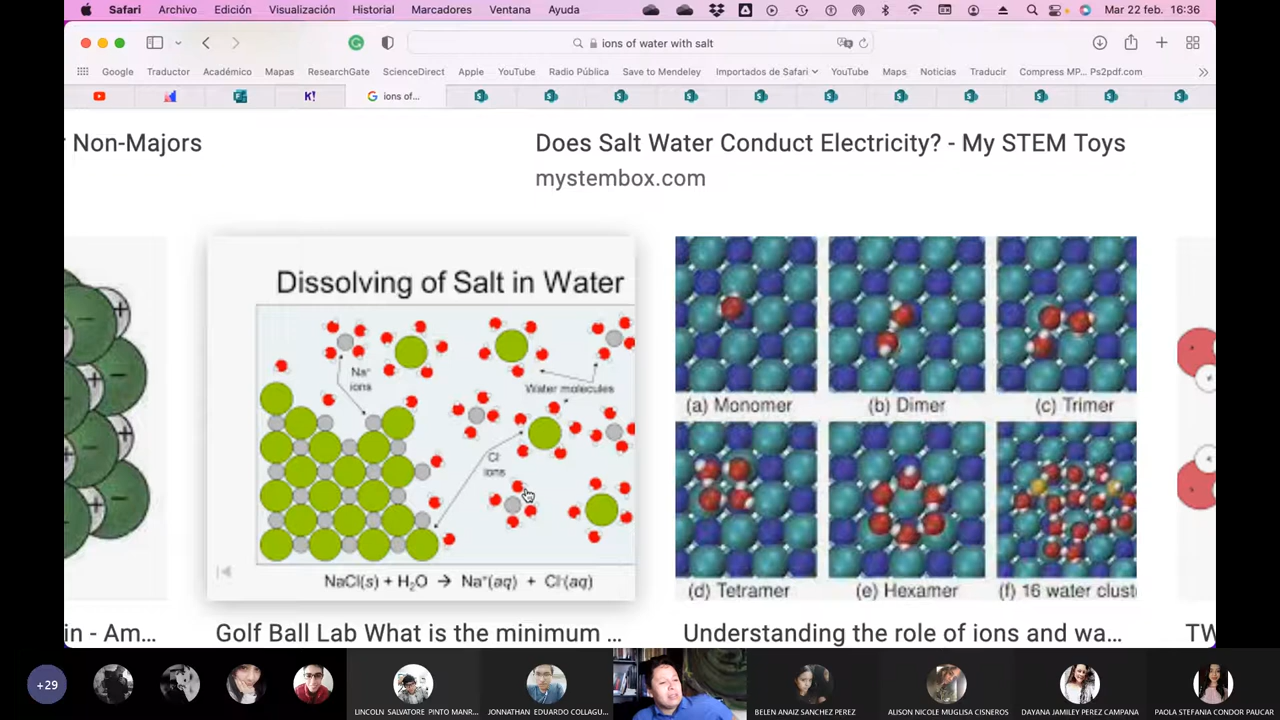 Safari Archivo Edición Visualización Historial Marcadores Ventana Ayuda Mar 22 feb. 16:36
ions of water with salt
Google Traductor Académico Mapas ResearchGate ScienceDirect Apple YouTube Radio Pública Save to Mendeley Importados de Safari YouTube Maps Noticias Traducir Compress MP... Ps2pdf.com
K! ions of...
Non-Majors
Does Salt Water Conduct Electricity? - My STEM Toys
mystembox.com
Dissolving of Salt in Water
Na⁺
ions
Water molecules
Cl⁻
ions
NaCl(s) + H₂O → Na⁺(aq) + Cl⁻(aq)
(a) Monomer (b) Dimer (c) Trimer
(d) Tetramer (e) Hexamer (f) 16 water clust
in - Am...
Golf Ball Lab What is the minimum ...
Understanding the role of ions and wa...
TW
+29
LINCOLN SALVATORE PINTO MANR...
JONNATHAN EDUARDO COLLAGU...
BELEN ANAIZ SANCHEZ PEREZ
ALISON NICOLE MUGLISA CISNEROS
DAYANA JAMILEY PEREZ CAMPANA
PAOLA STEFANIA CONDOR PAUCAR